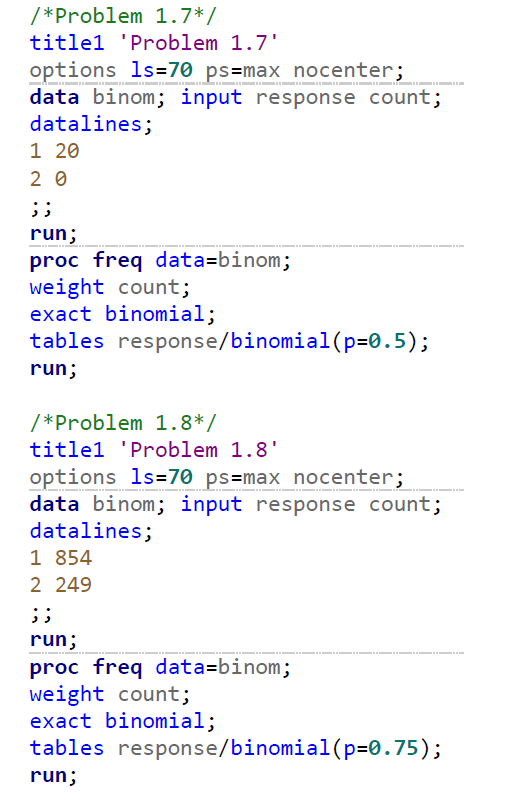 /*Problem 1.7*/
title1 'Problem 1.7'
options ls=70 ps=max nocenter;
data binom; input response count;
datalines;
1 20
2 0
;;
run;
proc freq data=binom;
weight count;
exact binomial;
tables response/binomial(p=0.5);
run;

/*Problem 1.8*/
title1 'Problem 1.8'
options ls=70 ps=max nocenter;
data binom; input response count;
datalines;
1 854
2 249
;;
run;
proc freq data=binom;
weight count;
exact binomial;
tables response/binomial(p=0.75);
run;